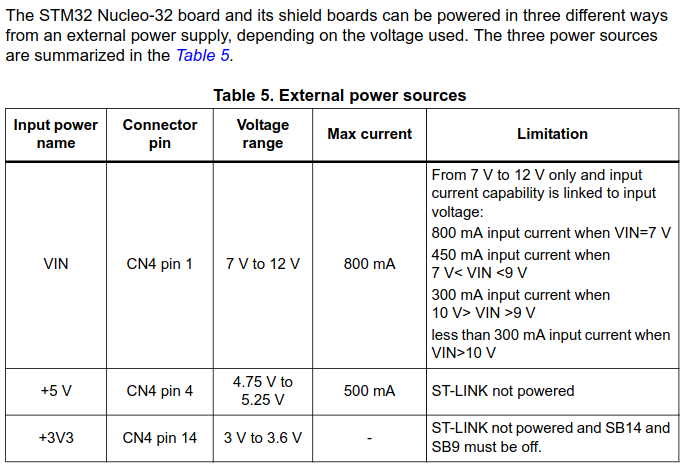 The STM32 Nucleo-32 board and its shield boards can be powered in three different ways
from an external power supply, depending on the voltage used. The three power sources
are summarized in the Table 5.
Table 5. External power sources
Input power name
Connector pin
Voltage range
Max current
Limitation
VIN
CN4 pin 1
7 V to 12 V
800 mA
From 7 V to 12 V only and input
current capability is linked to input
voltage:
800 mA input current when VIN=7 V
450 mA input current when
7 V< VIN <9 V
300 mA input current when
10 V> VIN >9 V
less than 300 mA input current when
VIN>10 V
+5 V
CN4 pin 4
4.75 V to
5.25 V
500 mA
ST-LINK not powered
+3V3
CN4 pin 14
3 V to 3.6 V
-
ST-LINK not powered and SB14 and
SB9 must be off.